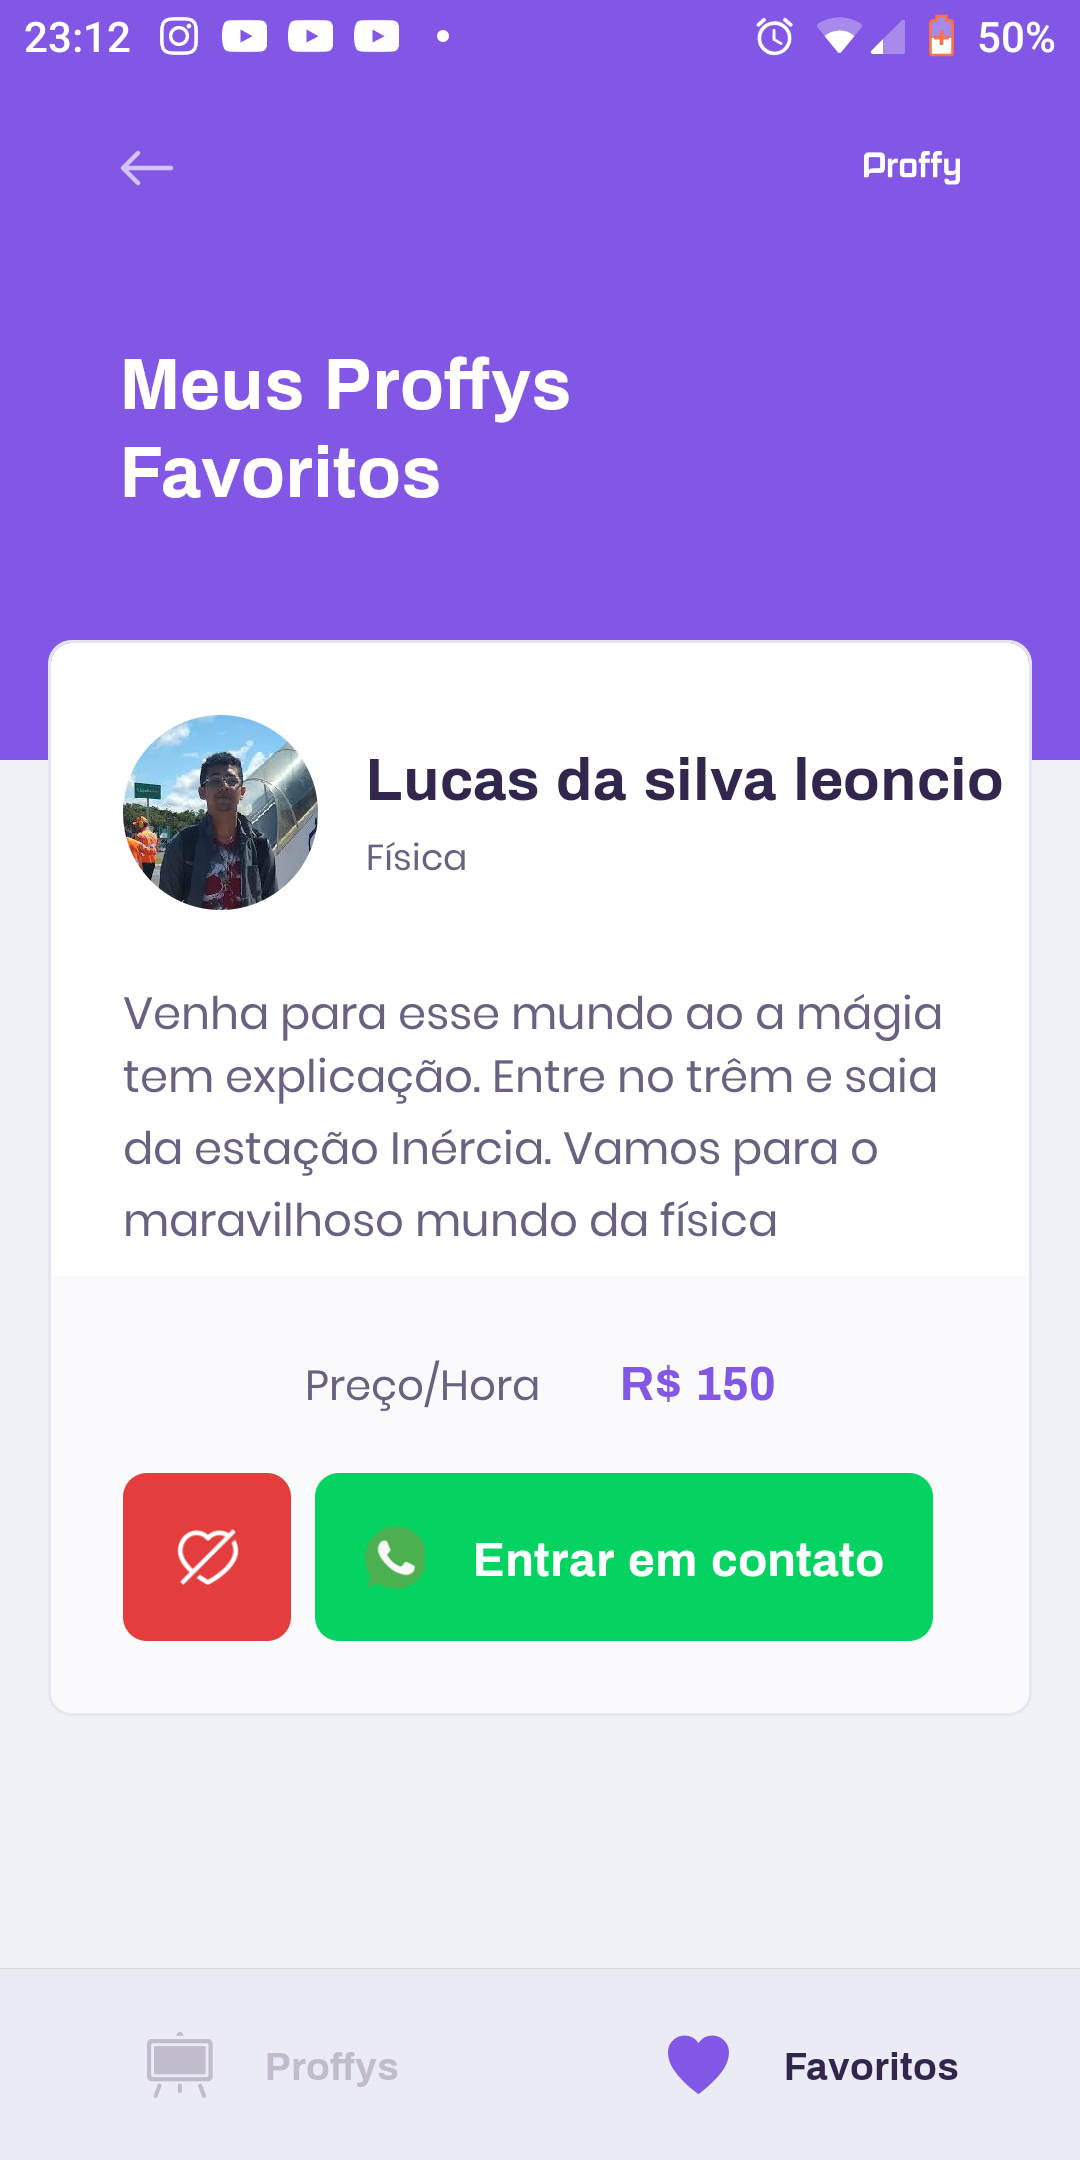 23:12 50%
Proffy
Meus Proffys
Favoritos
Lucas da silva leoncio
Física
Venha para esse mundo ao a mágia
tem explicação. Entre no trêm e saia
da estação Inércia. Vamos para o
maravilhoso mundo da física
Preço/Hora R$ 150
Entrar em contato
Proffys Favoritos